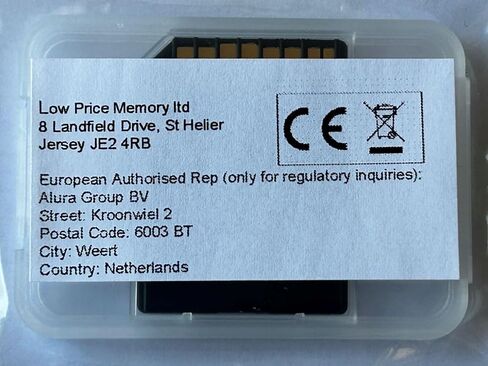 Low Price Memory ltd
8 Landfield Drive, St Helier
Jersey JE2 4RB
CE
European Authorised Rep (only for regulatory inquiries):
Alura Group BV
Street: Kroonwiel 2
Postal Code: 6003 BT
City: Weert
Country: Netherlands